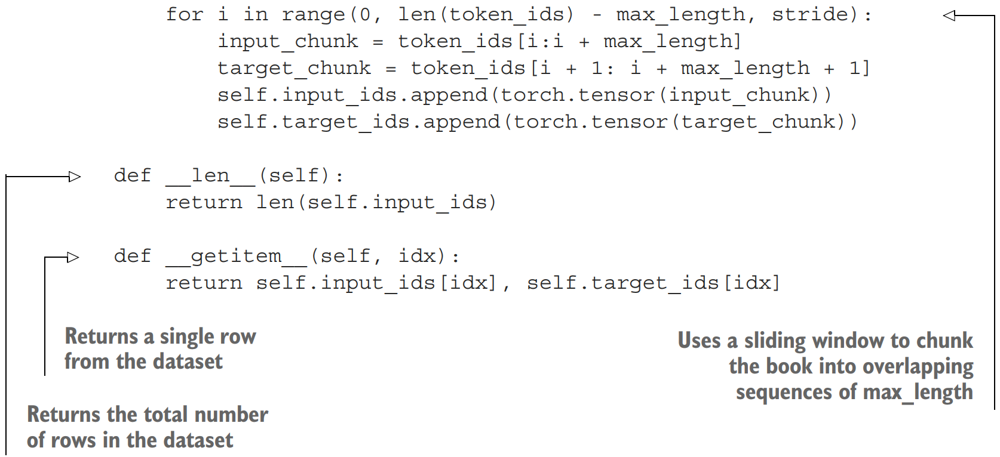 for i in range(0, len(token_ids) - max_length, stride):
input_chunk = token_ids[i:i + max_length]
target_chunk = token_ids[i + 1: i + max_length + 1]
self.input_ids.append(torch.tensor(input_chunk))
self.target_ids.append(torch.tensor(target_chunk))
def __len__(self):
return len(self.input_ids)
def __getitem__(self, idx):
return self.input_ids[idx], self.target_ids[idx]
Returns a single row
from the dataset
Uses a sliding window to chunk
the book into overlapping
sequences of max_length
Returns the total number
of rows in the dataset